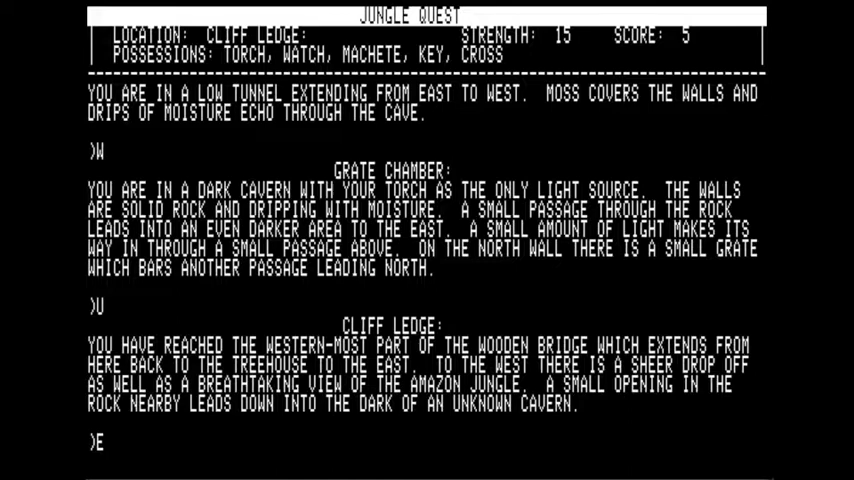 JUNGLE QUEST
LOCATION: CLIFF LEDGE: STRENGTH: 15 SCORE: 5
POSSESSIONS: TORCH, WATCH, MACHETE, KEY, CROSS
YOU ARE IN A LOW TUNNEL EXTENDING FROM EAST TO WEST. MOSS COVERS THE WALLS AND
DRIPS OF MOISTURE ECHO THROUGH THE CAVE.
)W
GRATE CHAMBER:
YOU ARE IN A DARK CAVERN WITH YOUR TORCH AS THE ONLY LIGHT SOURCE. THE WALLS
ARE SOLID ROCK AND DRIPPING WITH MOISTURE. A SMALL PASSAGE THROUGH THE ROCK
LEADS INTO AN EVEN DARKER AREA TO THE EAST. A SMALL AMOUNT OF LIGHT MAKES ITS
WAY IN THROUGH A SMALL PASSAGE ABOVE. ON THE NORTH WALL THERE IS A SMALL GRATE
WHICH BARS ANOTHER PASSAGE LEADING NORTH.
)U
CLIFF LEDGE:
YOU HAVE REACHED THE WESTERN-MOST PART OF THE WOODEN BRIDGE WHICH EXTENDS FROM
HERE BACK TO THE TREEHOUSE TO THE EAST. TO THE WEST THERE IS A SHEER DROP OFF
AS WELL AS A BREATHTAKING VIEW OF THE AMAZON JUNGLE. A SMALL OPENING IN THE
ROCK NEARBY LEADS DOWN INTO THE DARK OF AN UNKNOWN CAVERN.
)E